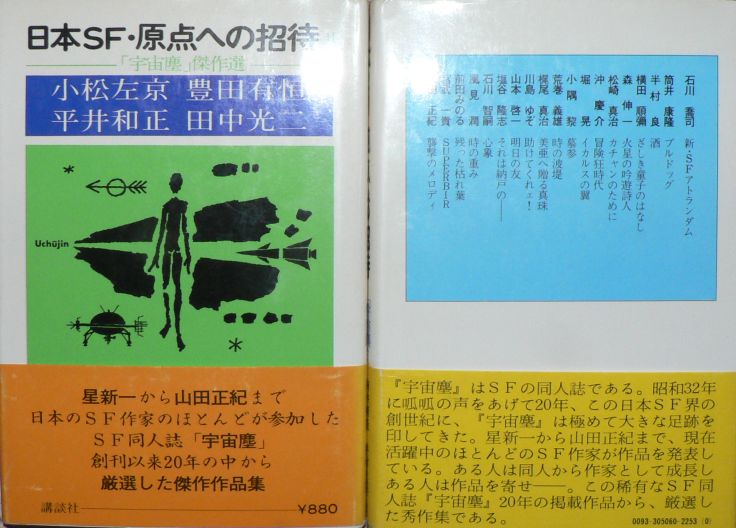 日本SF・原点への招待 II
「宇宙塵」傑作選
小松左京 豊田有恒
平井和正 田中光二
Uchūjin
星新一から山田正紀まで
日本のSF作家のほとんどが参加した
SF同人誌「宇宙塵」
創刊以来20年の中から
厳選した傑作作品集
講談社 ¥880
石川 喬司 新・SFアトランダム
筒井 康隆 ブルドッグ
半村 良 酒
横田 順彌 ざしき童子のはなし
森 伸一 火星の吟遊詩人
松崎 真治 カチャンのために
沖 慶介 冒険狂時代
堀 晃 イカルスの翼
小隅 黎 墓参
荒巻 義雄 時の波堤
梶尾 真治 美亜へ贈る真珠
川島 ゆぞ 助けてくれェ!
山本 啓一 明日の友
塩谷 隆志 それは納戸の——
石川 智嗣 心象
風見 潤 時の重み
前田みのる 残った枯れ葉
武 一貴 SUPERBIR
正紀 襲撃のメロディ
『宇宙塵』はSFの同人誌である。昭和32年
に呱呱の声をあげて20年、この日本SF界の
創世紀に、『宇宙塵』は極めて大きな足跡を
印してきた。星新一から山田正紀まで、現在
活躍中のほとんどのSF作家が作品を発表し
ている。ある人は同人から作家として成長し
ある人は作品を寄せ——。この稀有なSF同
人誌『宇宙塵』20年の掲載作品から、厳選し
た秀作集である。
0093-305060-2253 (0)